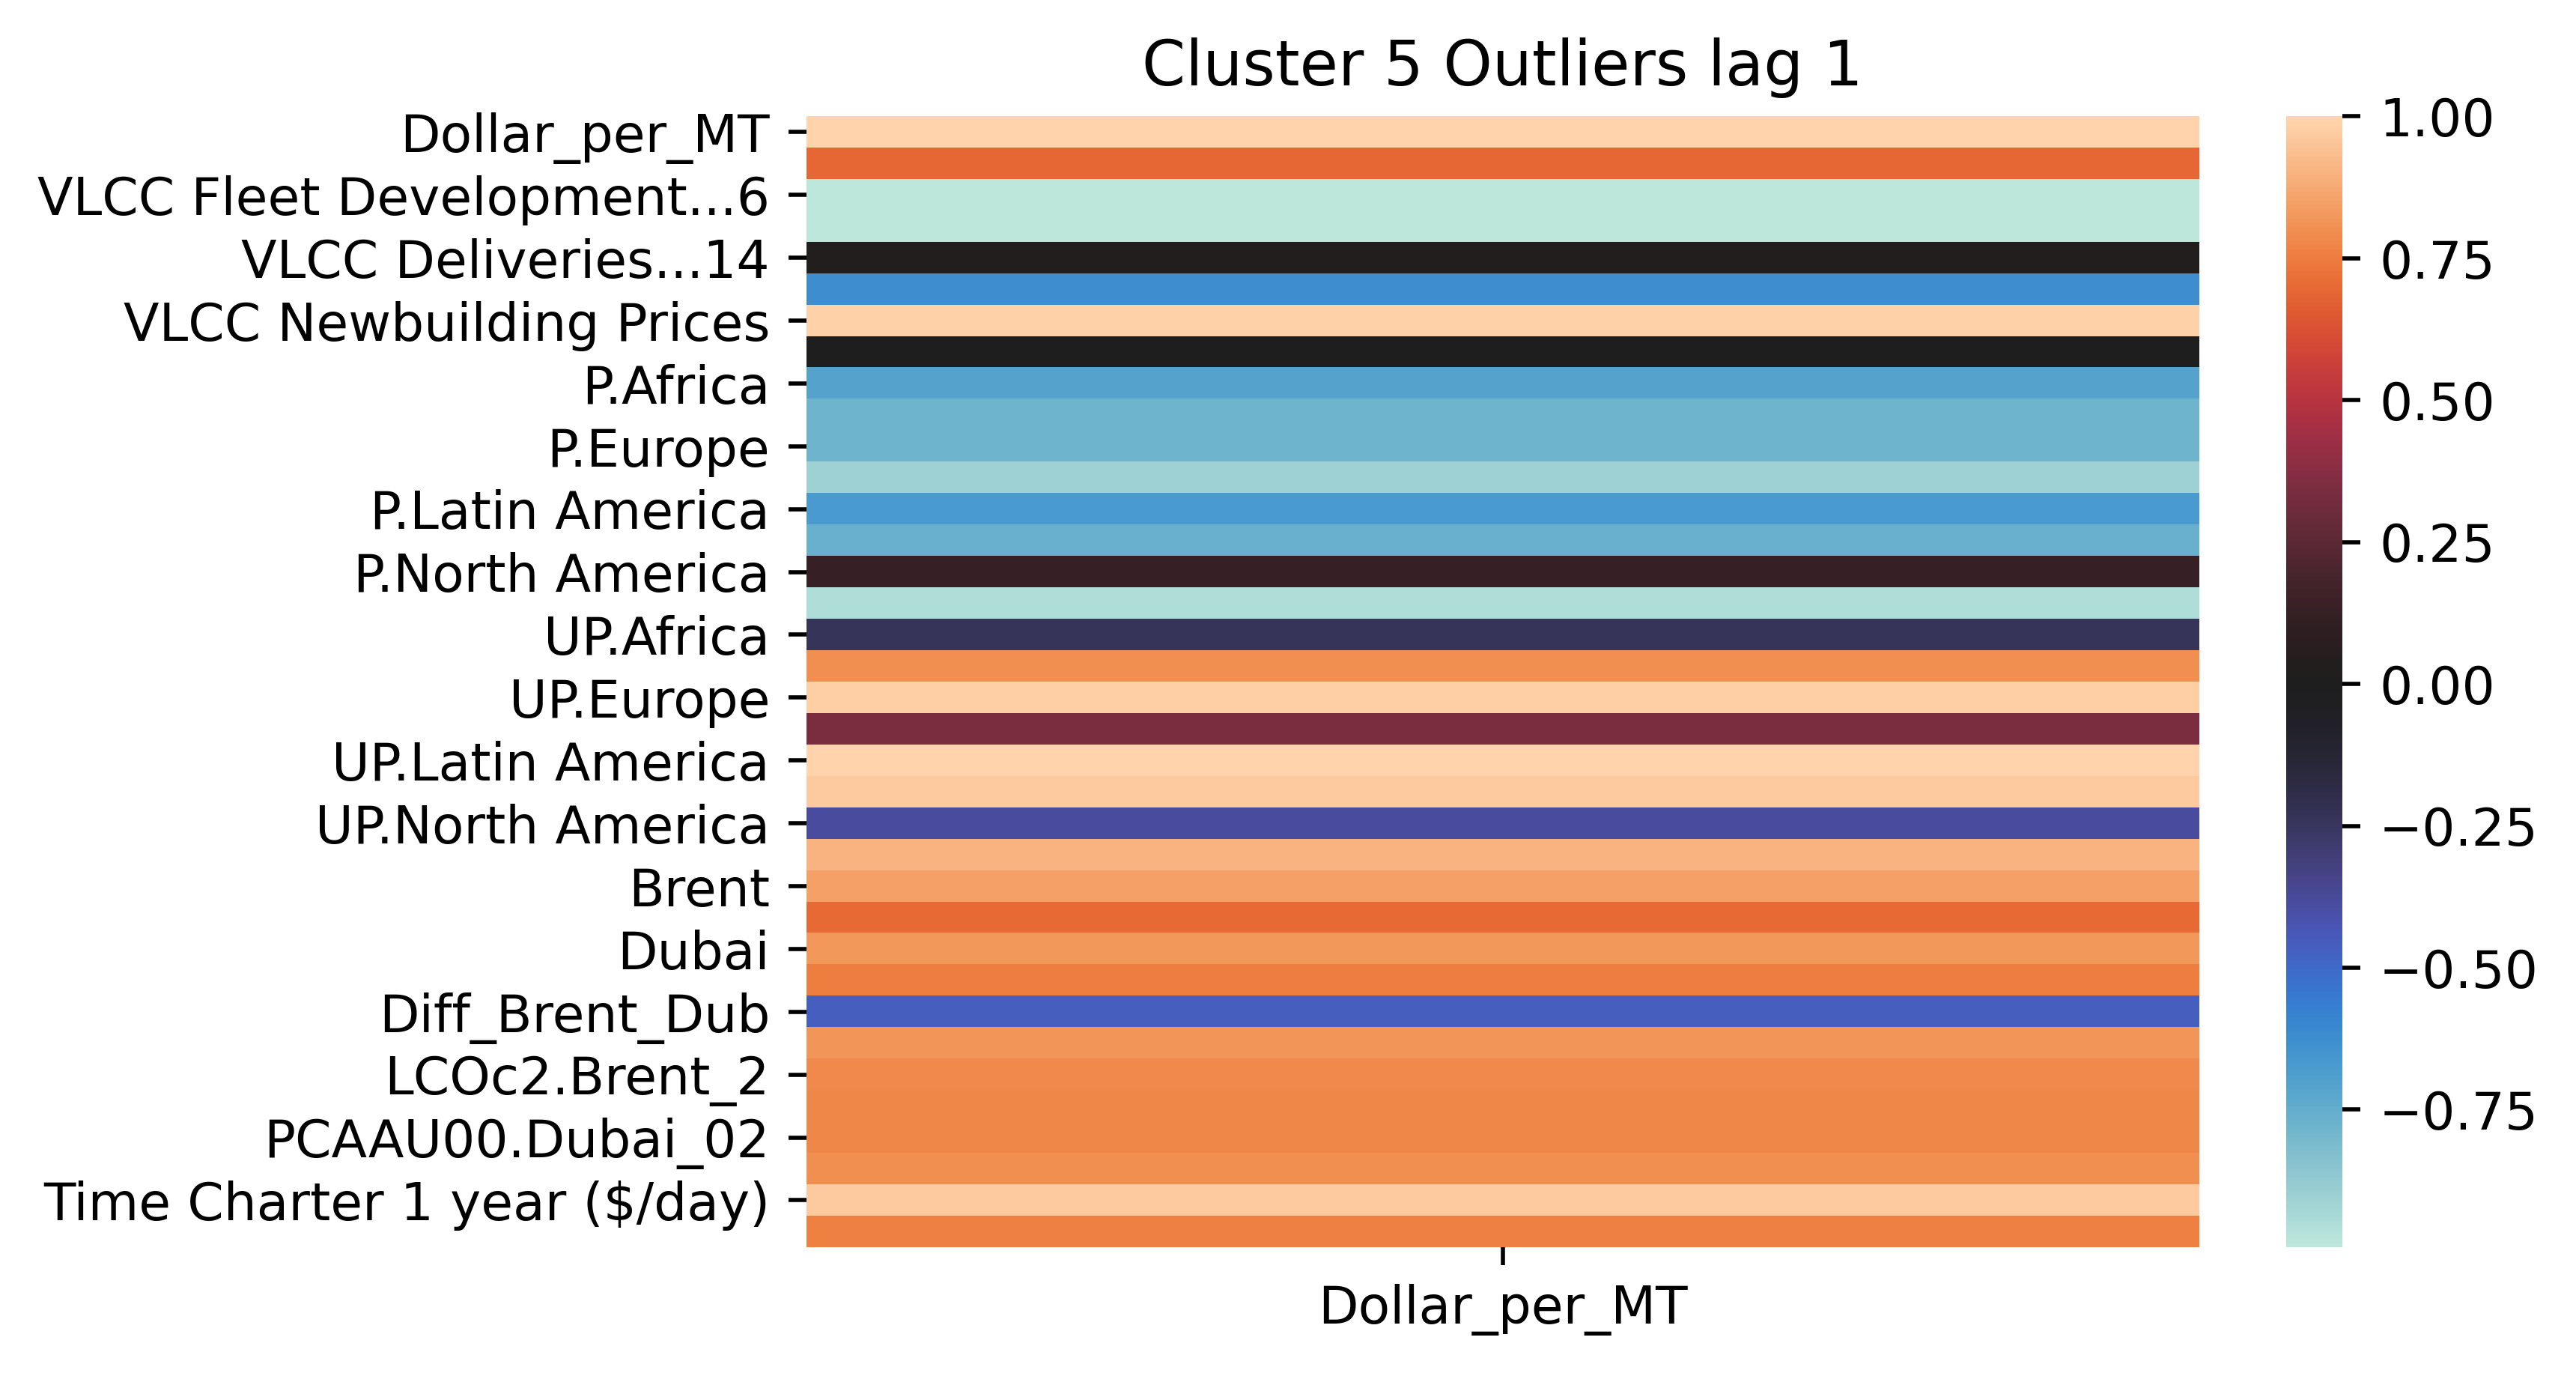 Cluster 5 Outliers lag 1
Dollar_per_MT
VLCC Fleet Development...6
VLCC Deliveries...14
VLCC Newbuilding Prices
P.Africa
P.Europe
P.Latin America
P.North America
UP.Africa
UP.Europe
UP.Latin America
UP.North America
Brent
Dubai
Diff_Brent_Dub
LCOc2.Brent_2
PCAAU00.Dubai_02
Time Charter 1 year ($/day)
Dollar_per_MT
1.00
0.75
0.50
0.25
0.00
−0.25
−0.50
−0.75